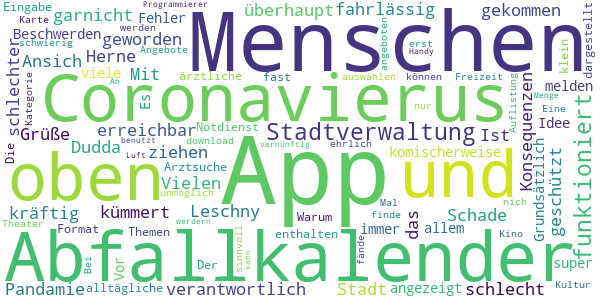 Eingabe
Programmierer
Karte
werden
Fehler
garnicht
überhaupt
fahrlässig
gekommen
Menschen
Beschwerden
schwierig
Angebote
geworden
angeboten
erst
Handy
klein
dargestellt
Ansich
Herne
schlechter
Kategorie
viele
Mit
ärztliche
fast
auswählen
können
Freizeit
melden
An
Die
Es
Coronavierus
nur
Auflistung
Konsequenzen
Menge
Eine
Idee
Grüße
erreichbar
Notdienst
benutzt
Luft
download
Stadtverwaltung
vernünftig
ehrlich
Ist
Grundsätzlich
geschützt
funktioniert
Dudda
ziehen
Arztsuche
unmöglich
komischerweise
oben
App
und
Vielen
kräftig
kümmert
Leschny
Warum
Mal
finde
das
nich
Schade
Theater
Format
werdern
Themen
enthalten
fände
immer
allem
Kino
Abfallkalender
Bei
Vor
Der
sinnvoll
kann
super
Pandamie
alltägliche
verantwortlich
Stadt
angezeigt
schlecht
Kultur